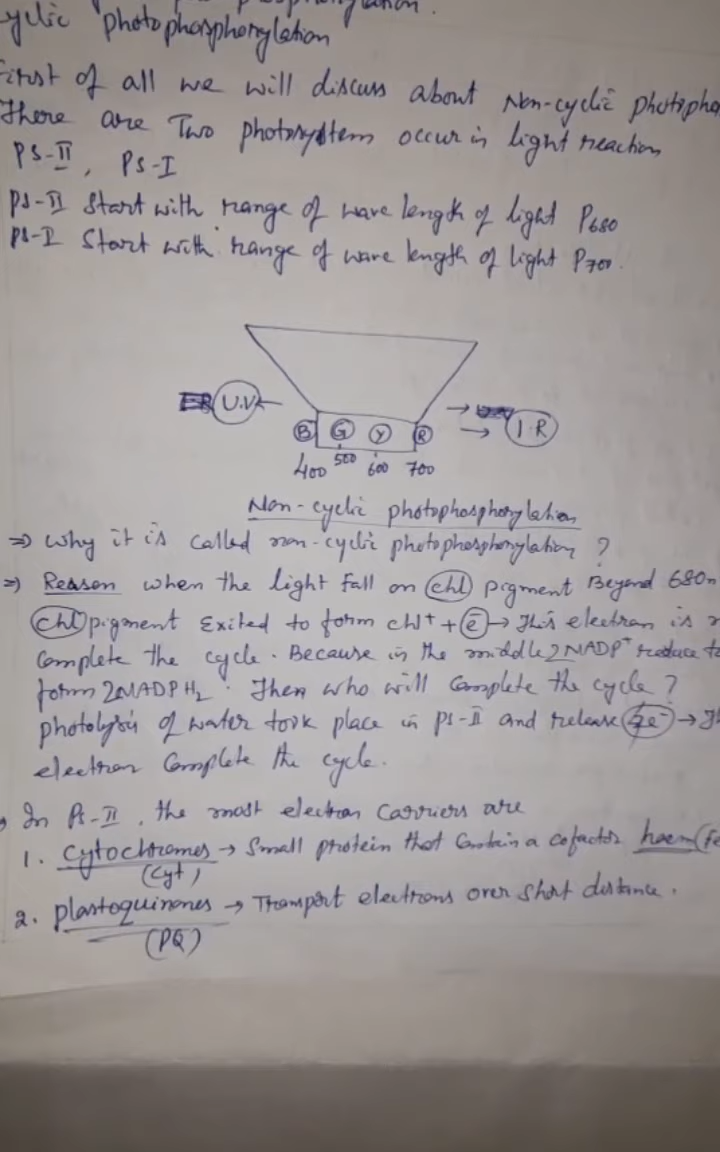 yclic photophosphorylation
First of all we will discuss about Non-cyclic photopho
There are Two photosystem occur in light reaction
PS-II, PS-I
PS-II Start with range of wave length of light P680
PS-I Start with range of wave length of light P700.
U.V
I.R
B G Y R
400 500 600 700
Non-cyclic photophosphorylation
⇒ Why it is called non-cyclic photophosphorylation ?
⇒ Reason when the light fall on chl pigment Beyond 680n
chl pigment Exited to form chl+ + e- → This electron is
Complete the cycle. Because in the middle 2NADP+ reduce to
form 2NADPH2. Then who will Complete the cycle ?
photolysis of water took place in PS-II and release e- →
electron Complete the cycle.
In PS-II, the most electron carriers are
1. Cytochromes → Small protein that Contain a cofactor haem (Fe
(Cyt)
2. plastoquinones → Transport electrons over Short distance.
(PQ)